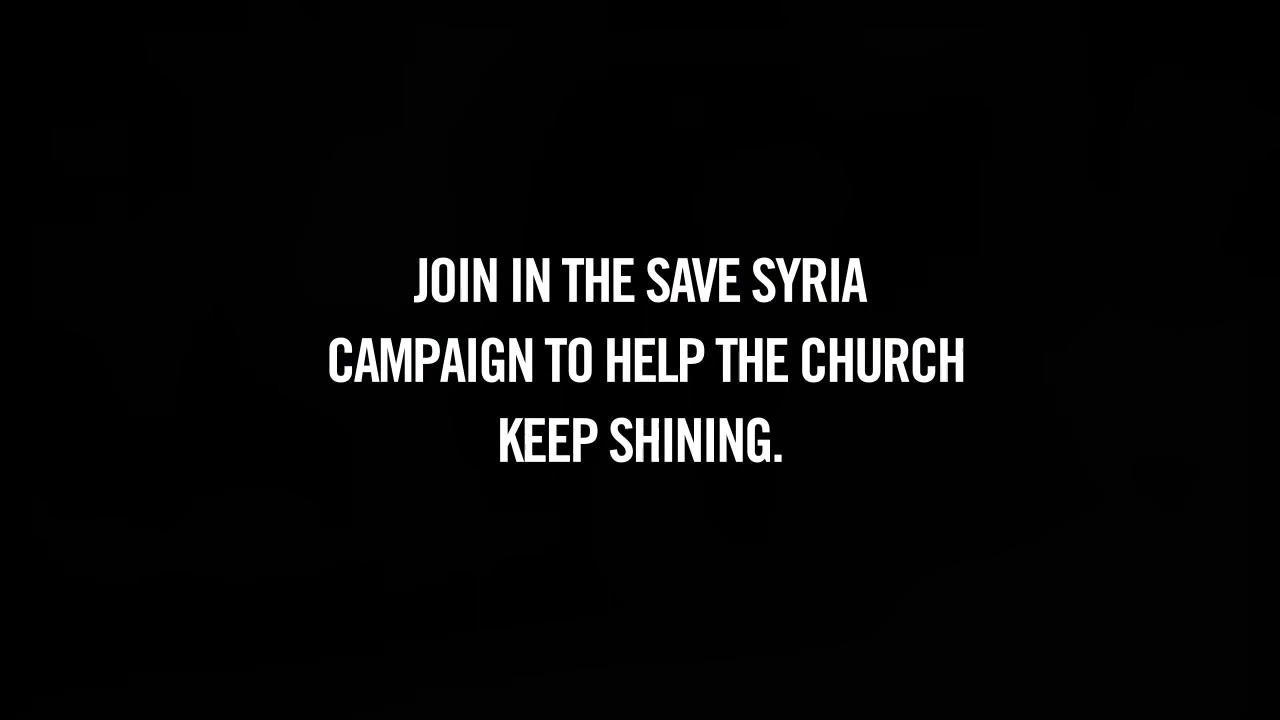 JOIN IN THE SAVE SYRIA
CAMPAIGN TO HELP THE CHURCH
KEEP SHINING.